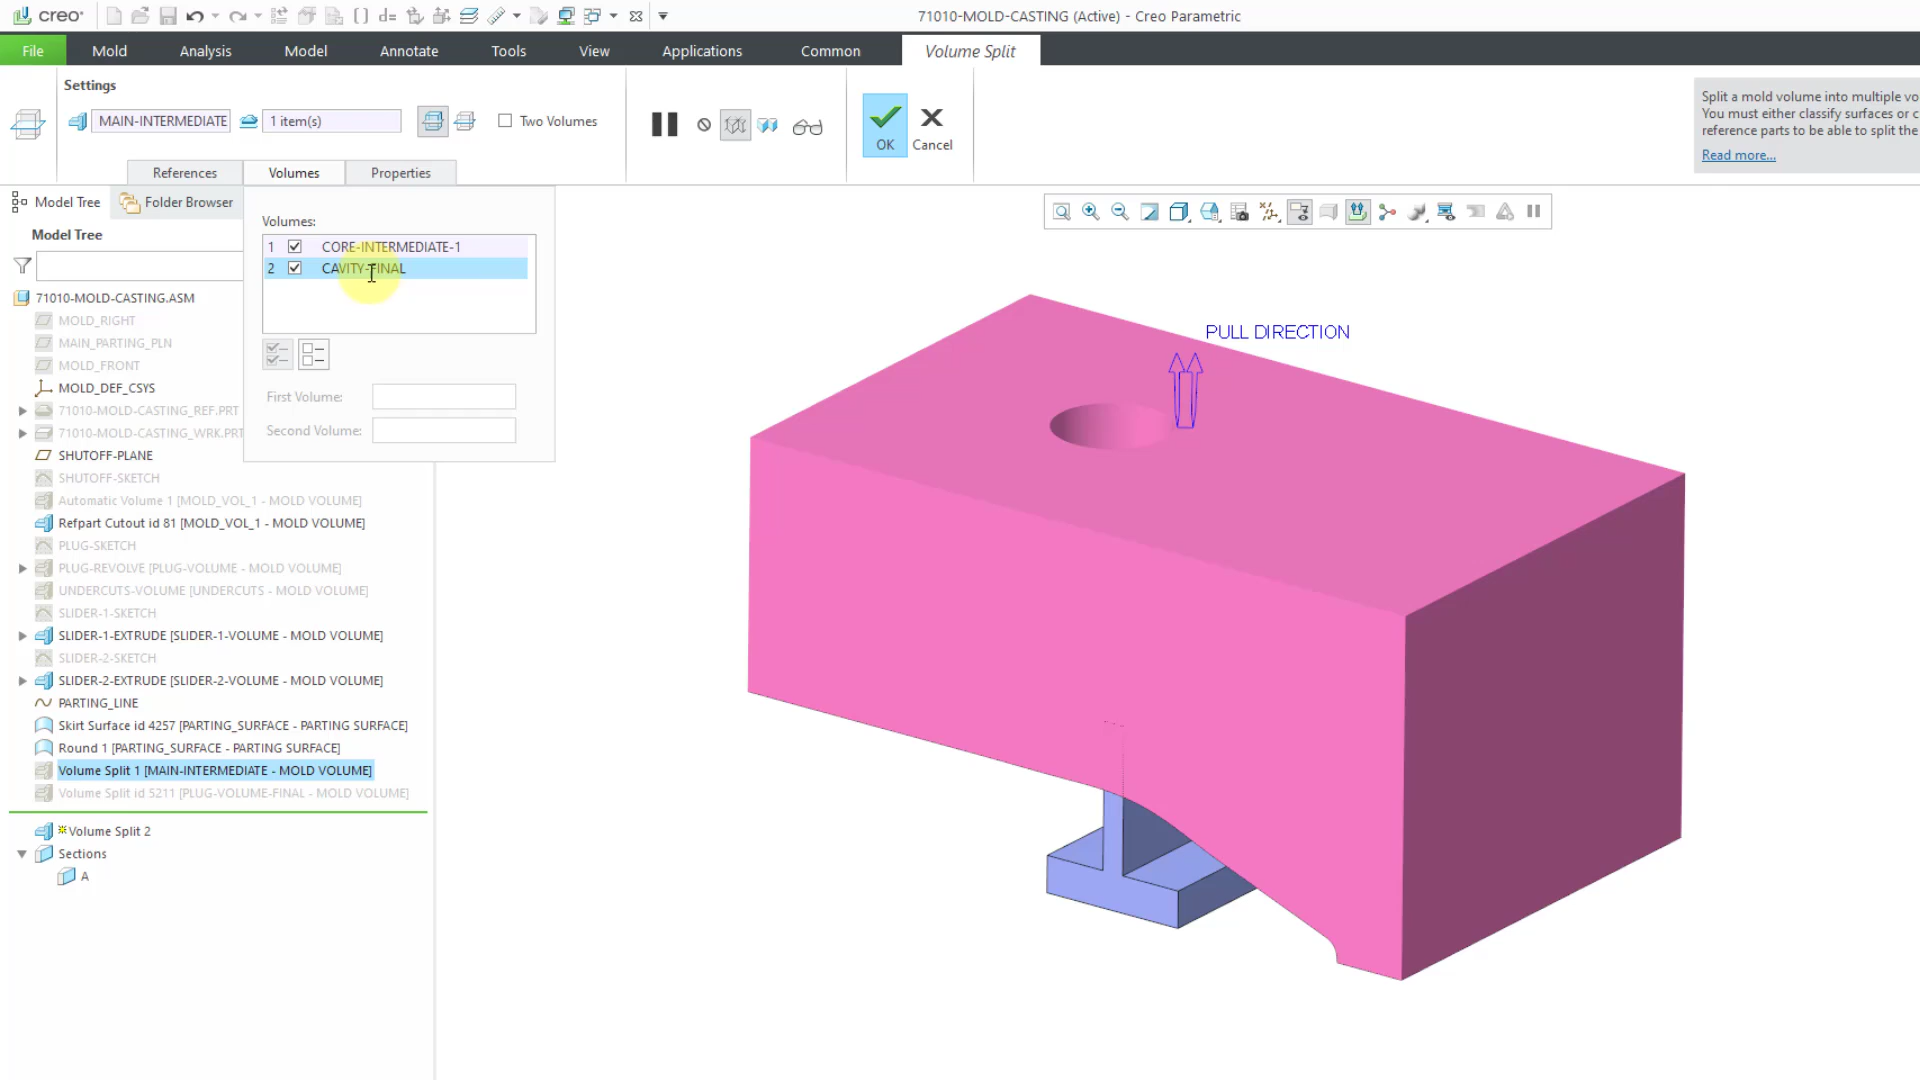 creo
71010-MOLD-CASTING (Active) - Creo Parametric
File
Mold
Analysis
Model
Annotate
Tools
View
Applications
Common
Volume Split
Settings
MAIN-INTERMEDIATE
1 item(s)
Two Volumes
OK
Cancel
Split a mold volume into multiple vo
You must either classify surfaces or c
reference parts to be able to split the
Read more...
References
Volumes
Properties
Model Tree
Folder Browser
Model Tree
Volumes:
1 CORE-INTERMEDIATE-1
2 CAVITY-FINAL
First Volume:
Second Volume:
71010-MOLD-CASTING.ASM
MOLD_RIGHT
MAIN_PARTING_PLN
MOLD_FRONT
MOLD_DEF_CSYS
71010-MOLD-CASTING_REF.PRT
71010-MOLD-CASTING_WRK.PRT
SHUTOFF-PLANE
SHUTOFF-SKETCH
Automatic Volume 1 [MOLD_VOL_1 - MOLD VOLUME]
Refpart Cutout id 81 [MOLD_VOL_1 - MOLD VOLUME]
PLUG-SKETCH
PLUG-REVOLVE [PLUG-VOLUME - MOLD VOLUME]
UNDERCUTS-VOLUME [UNDERCUTS - MOLD VOLUME]
SLIDER-1-SKETCH
SLIDER-1-EXTRUDE [SLIDER-1-VOLUME - MOLD VOLUME]
SLIDER-2-SKETCH
SLIDER-2-EXTRUDE [SLIDER-2-VOLUME - MOLD VOLUME]
PARTING_LINE
Skirt Surface id 4257 [PARTING_SURFACE - PARTING SURFACE]
Round 1 [PARTING_SURFACE - PARTING SURFACE]
Volume Split 1 [MAIN-INTERMEDIATE - MOLD VOLUME]
Volume Split id 5211 [PLUG-VOLUME-FINAL - MOLD VOLUME]
Volume Split 2
Sections
A
PULL DIRECTION